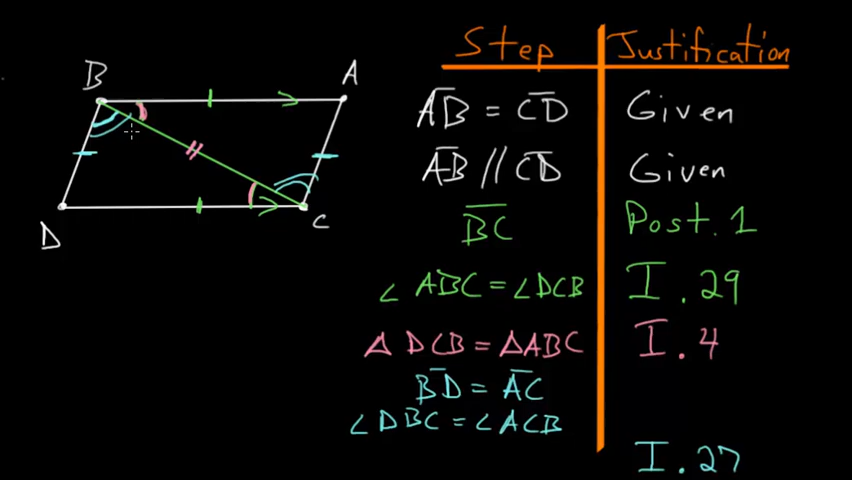 B
A
D
C
Step Justification
AB = CD Given
AB // CD Given
BC Post. 1
∠ ABC = ∠DCB I. 29
Δ DCB = ΔABC I. 4
BD = AC
∠DBC = ∠ACB
I. 27